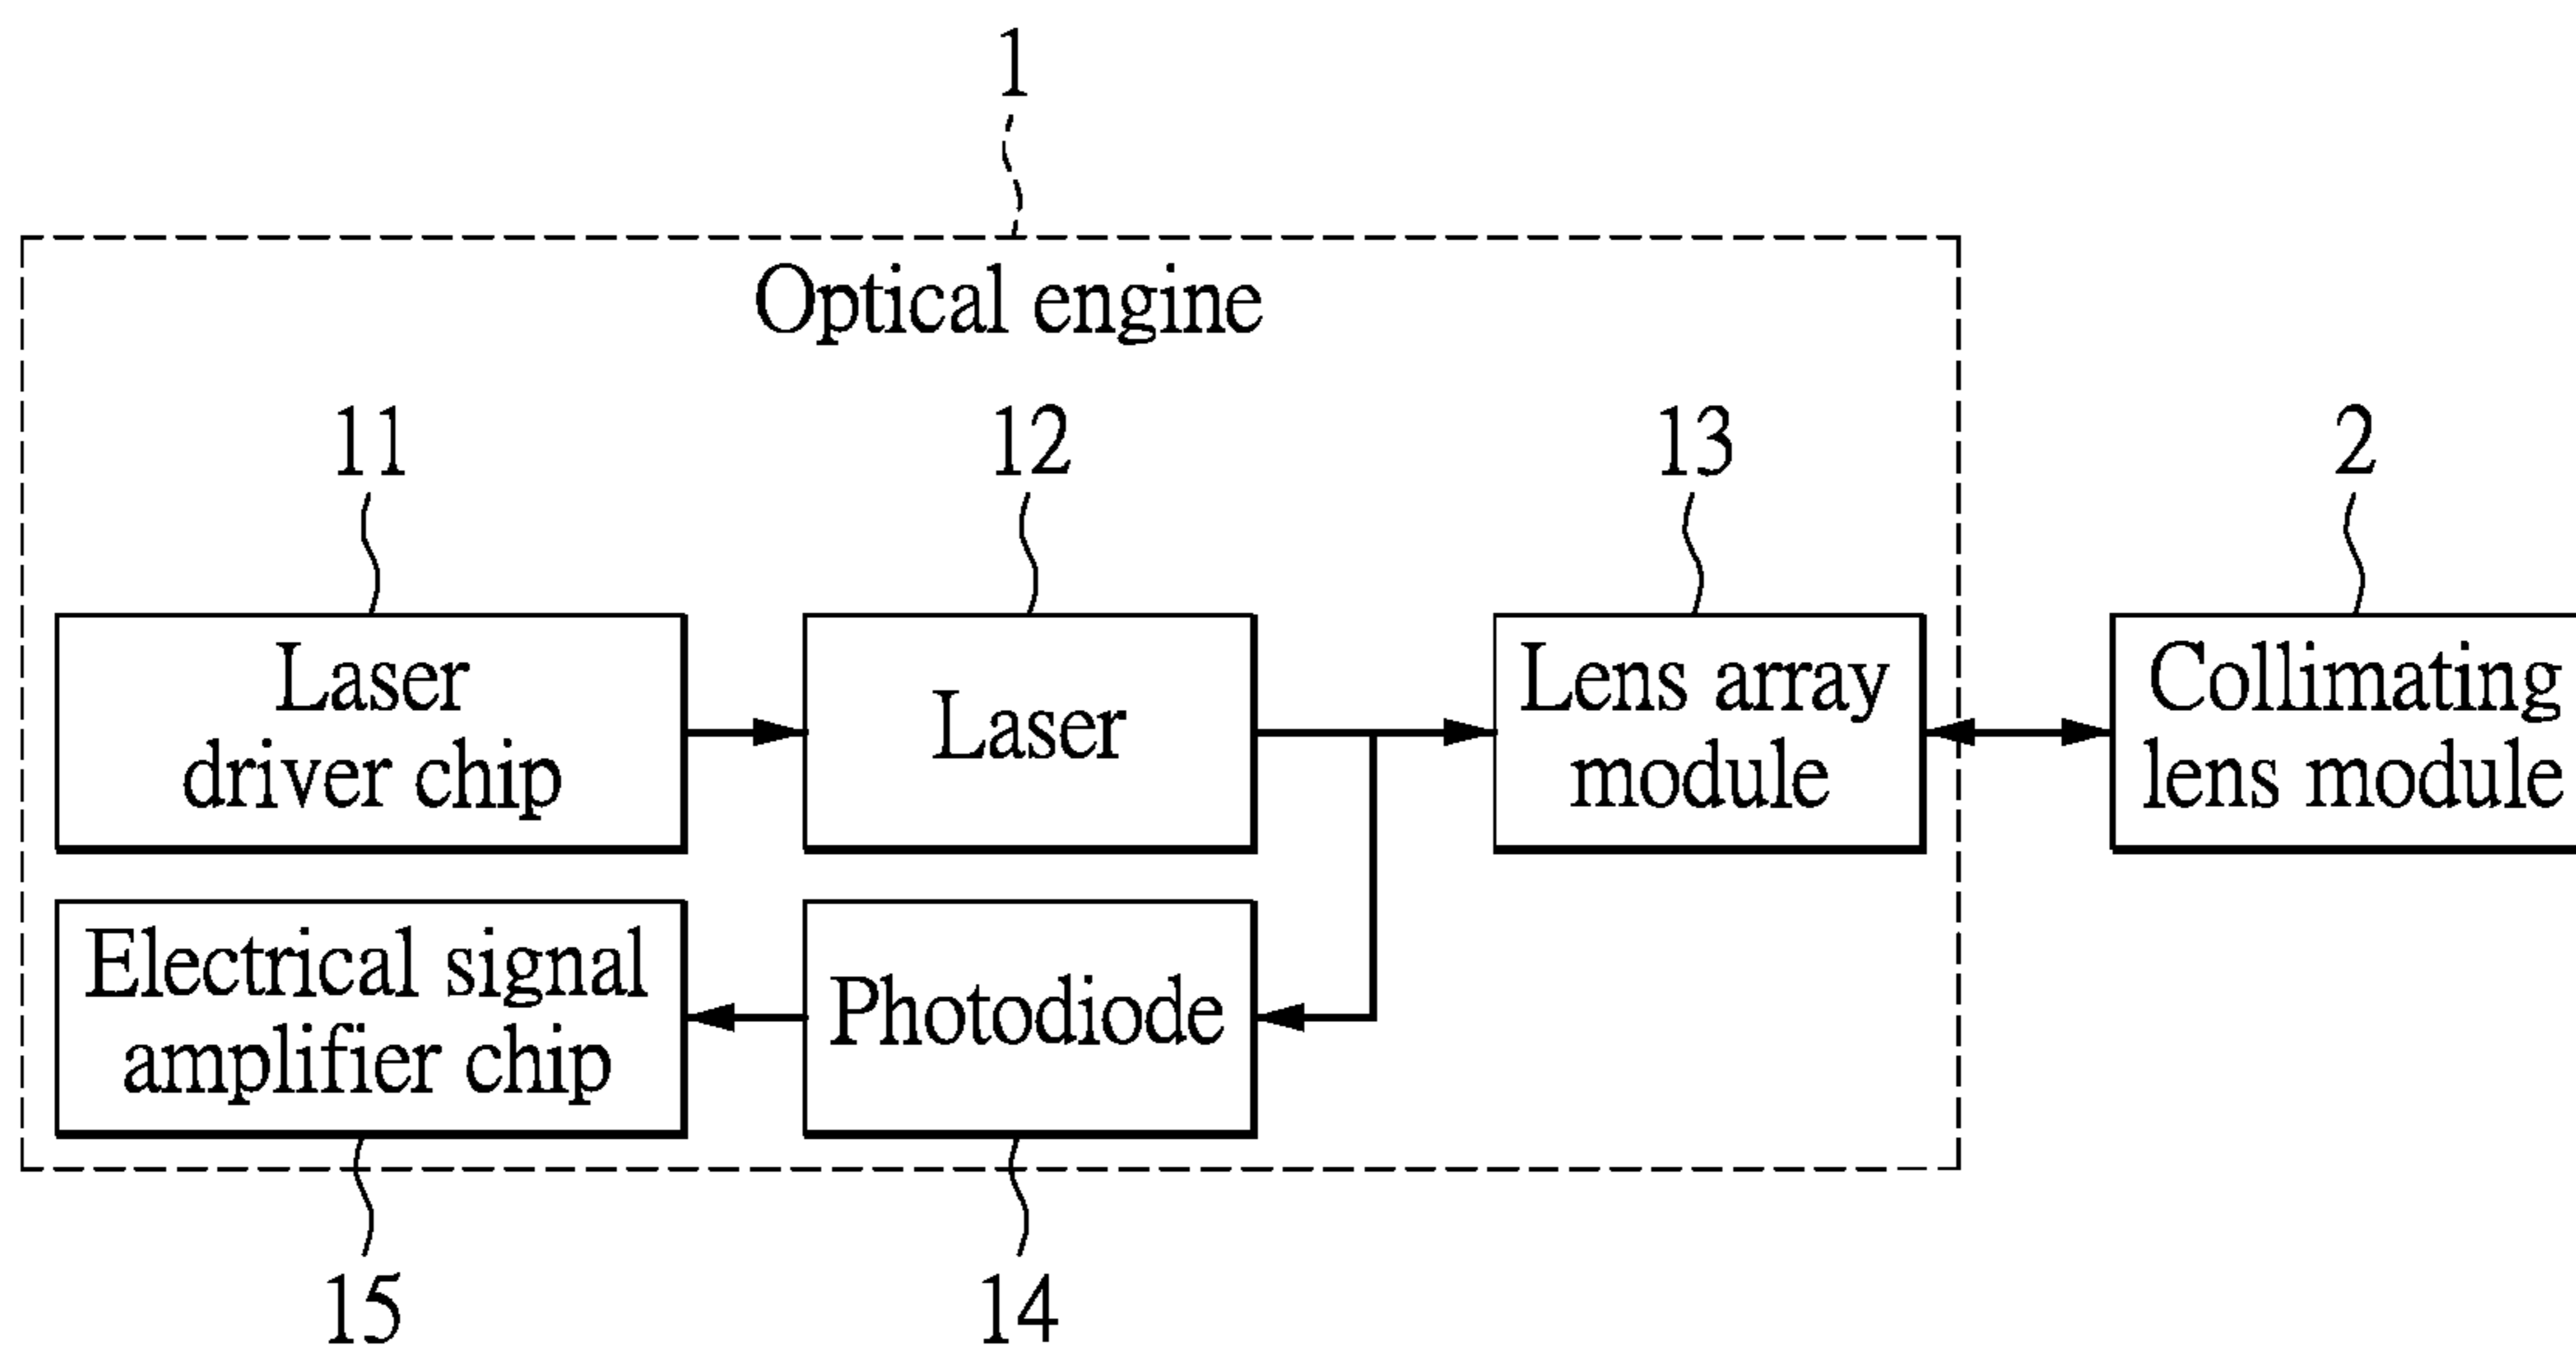 1
Optical engine
11
12
13
2
Laser
driver chip
Laser
Lens array
module
Collimating
lens module
Electrical signal
amplifier chip
Photodiode
15
14